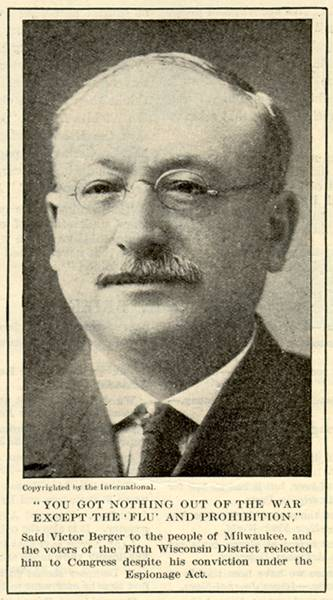 Copyrighted by the International.
"YOU GOT NOTHING OUT OF THE WAR
EXCEPT THE 'FLU' AND PROHIBITION,"
Said Victor Berger to the people of Milwaukee, and
the voters of the Fifth Wisconsin District reelected
him to Congress despite his conviction under the
Espionage Act.